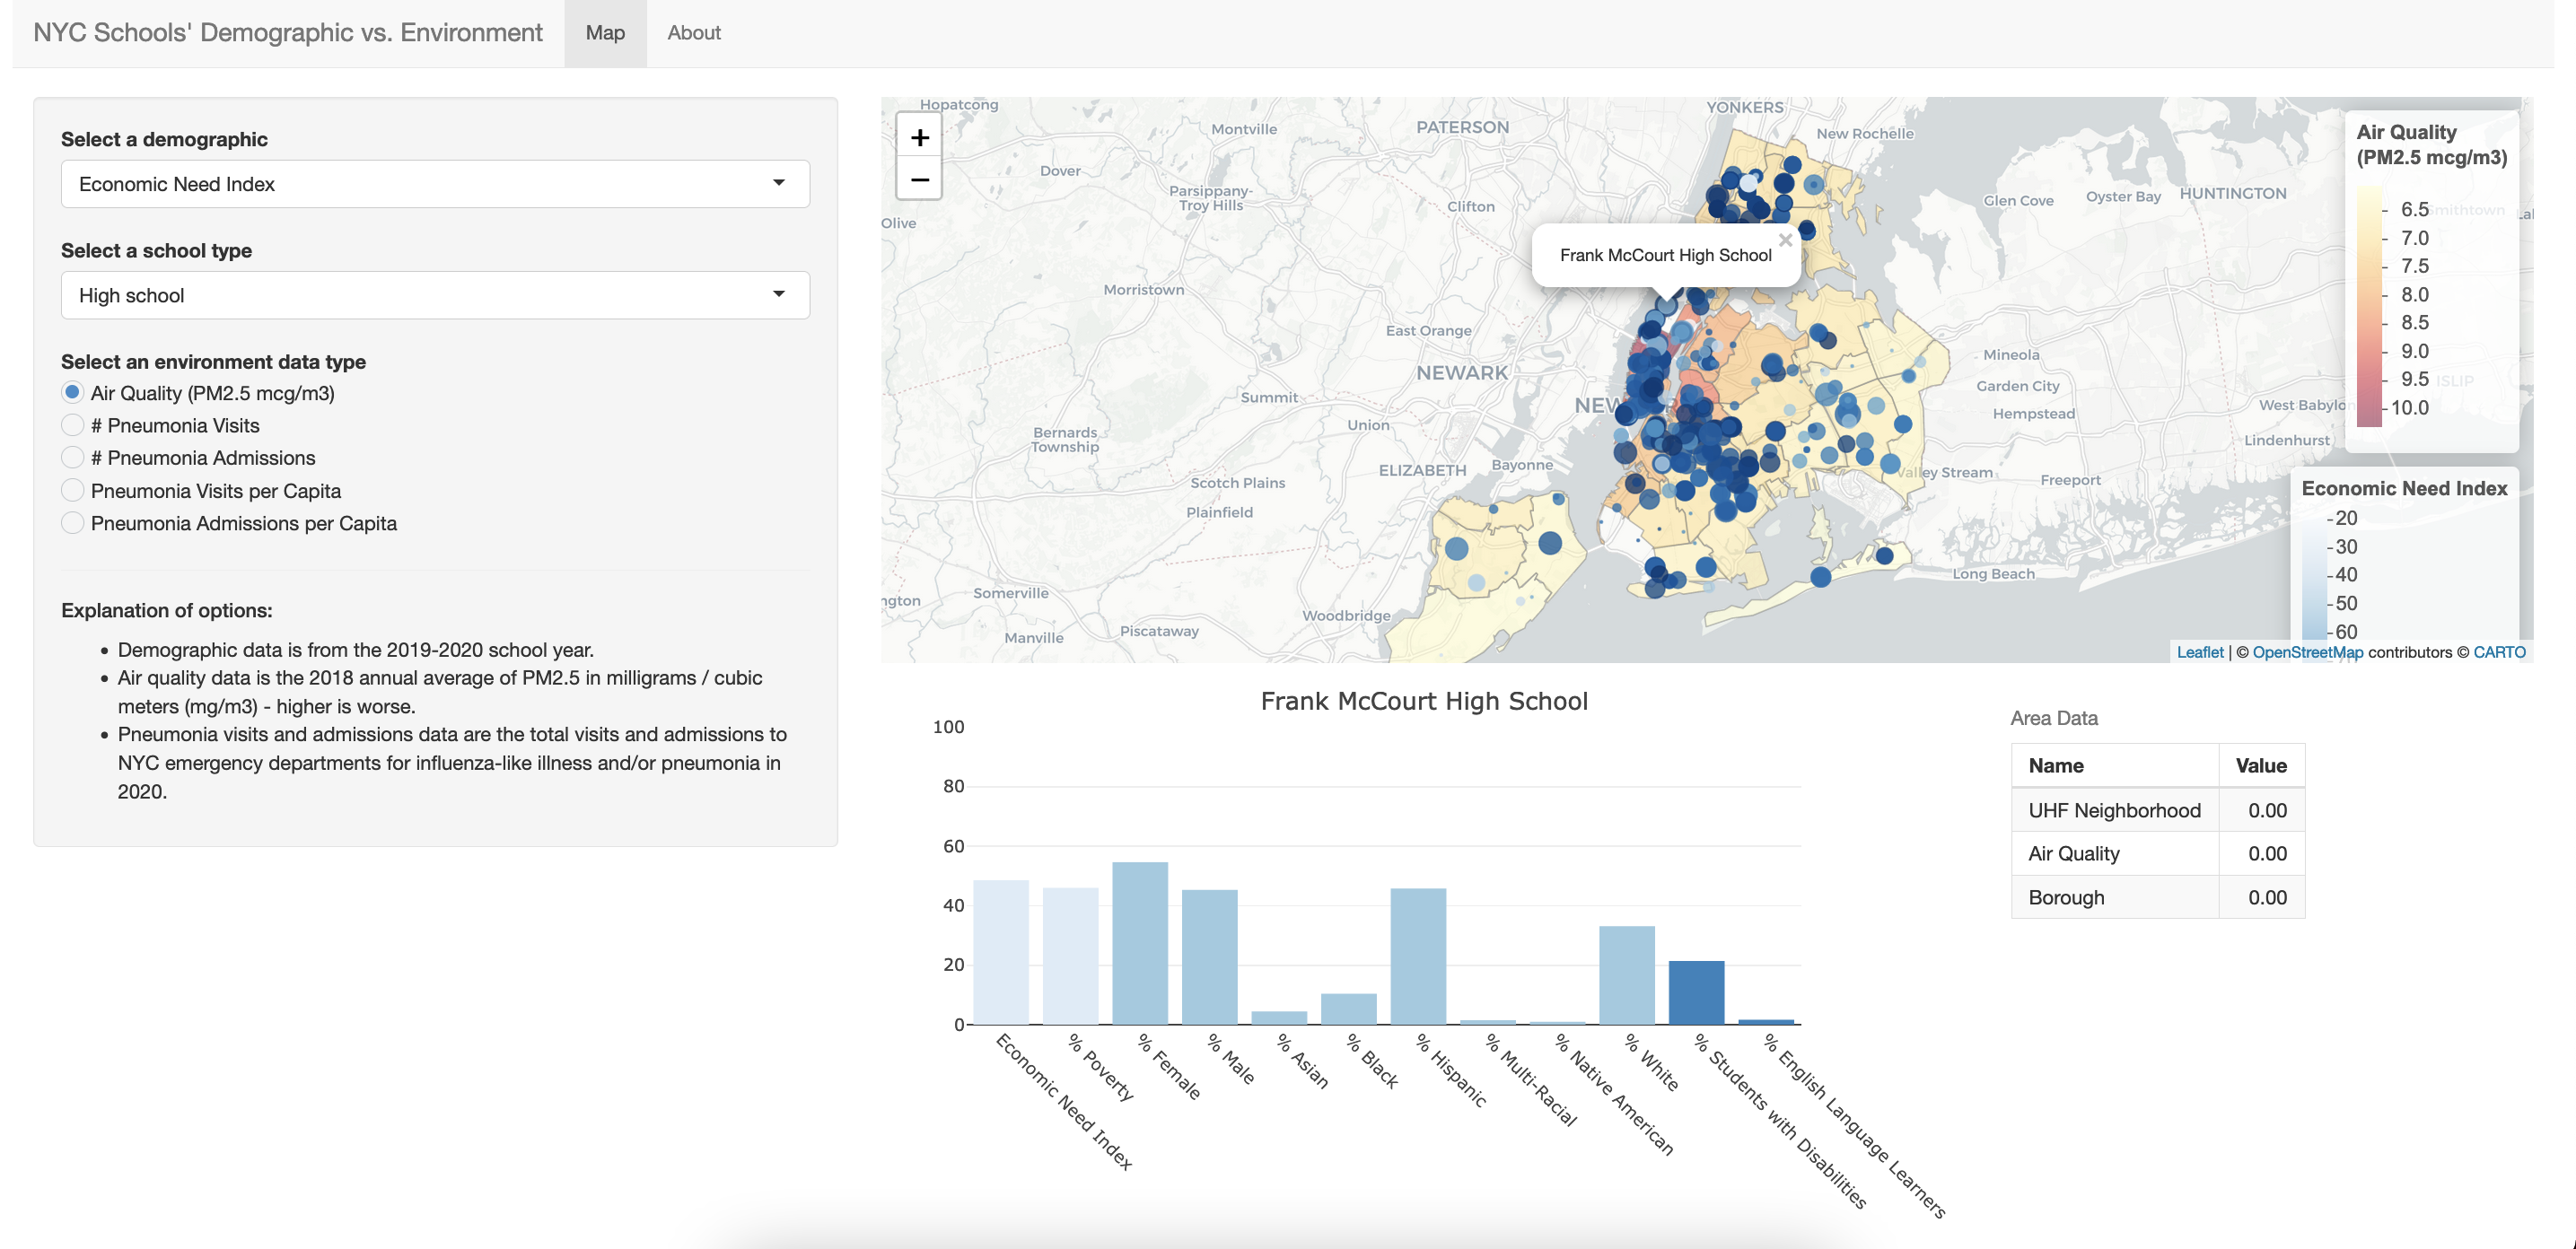 NYC Schools' Demographic vs. Environment
Map
About
Select a demographic
Economic Need Index
Select a school type
High school
Select an environment data type
Air Quality (PM2.5 mcg/m3)
# Pneumonia Visits
# Pneumonia Admissions
Pneumonia Visits per Capita
Pneumonia Admissions per Capita
Explanation of options:
Demographic data is from the 2019-2020 school year.
Air quality data is the 2018 annual average of PM2.5 in milligrams / cubic
meters (mg/m3) - higher is worse.
Pneumonia visits and admissions data are the total visits and admissions to
NYC emergency departments for influenza-like illness and/or pneumonia in
2020.
+
−
Hopatcong
Montville
PATERSON
YONKERS
New Rochelle
Dover
Parsippany-
Troy Hills
Clifton
Glen Cove
Oyster Bay
HUNTINGTON
Smithtown
Olive
Frank McCourt High School
×
Morristown
East Orange
NEWARK
Summit
Union
NEW
Mineola
Garden City
Hempstead
ISLIP
West Babylon
Lindenhurst
Bernards
Township
ELIZABETH
Bayonne
Scotch Plains
Plainfield
Valley Stream
Freeport
Long Beach
ngton
Somerville
Woodbridge
Manville
Piscataway
Air Quality
(PM2.5 mcg/m3)
6.5
7.0
7.5
8.0
8.5
9.0
9.5
10.0
Economic Need Index
20
30
40
50
60
Leaflet | © OpenStreetMap contributors © CARTO
Frank McCourt High School
100
80
60
40
20
0
Economic Need Index
% Poverty
% Female
% Male
% Asian
% Black
% Hispanic
% Multi-Racial
% Native American
% White
% Students with Disabilities
% English Language Learners
Area Data
Name Value
UHF Neighborhood 0.00
Air Quality 0.00
Borough 0.00